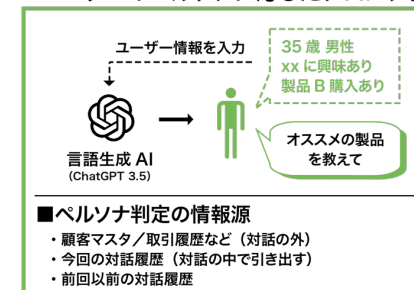 ユーザー情報を入力
35 歳 男性
xx に興味あり
製品 B 購入あり
オススメの製品
を教えて
言語生成 AI
(ChatGPT 3.5)
■ペルソナ判定の情報源
・顧客マスタ／取引履歴など（対話の外）
・今回の対話履歴（対話の中で引き出す）
・前回以前の対話履歴